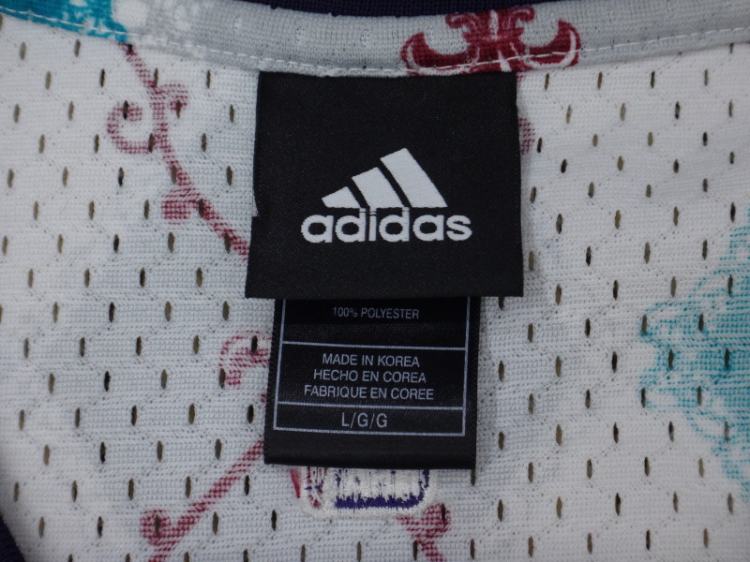 adidas
100% POLYESTER
MADE IN KOREA
HECHO EN COREA
FABRIQUE EN COREE
L/G/G